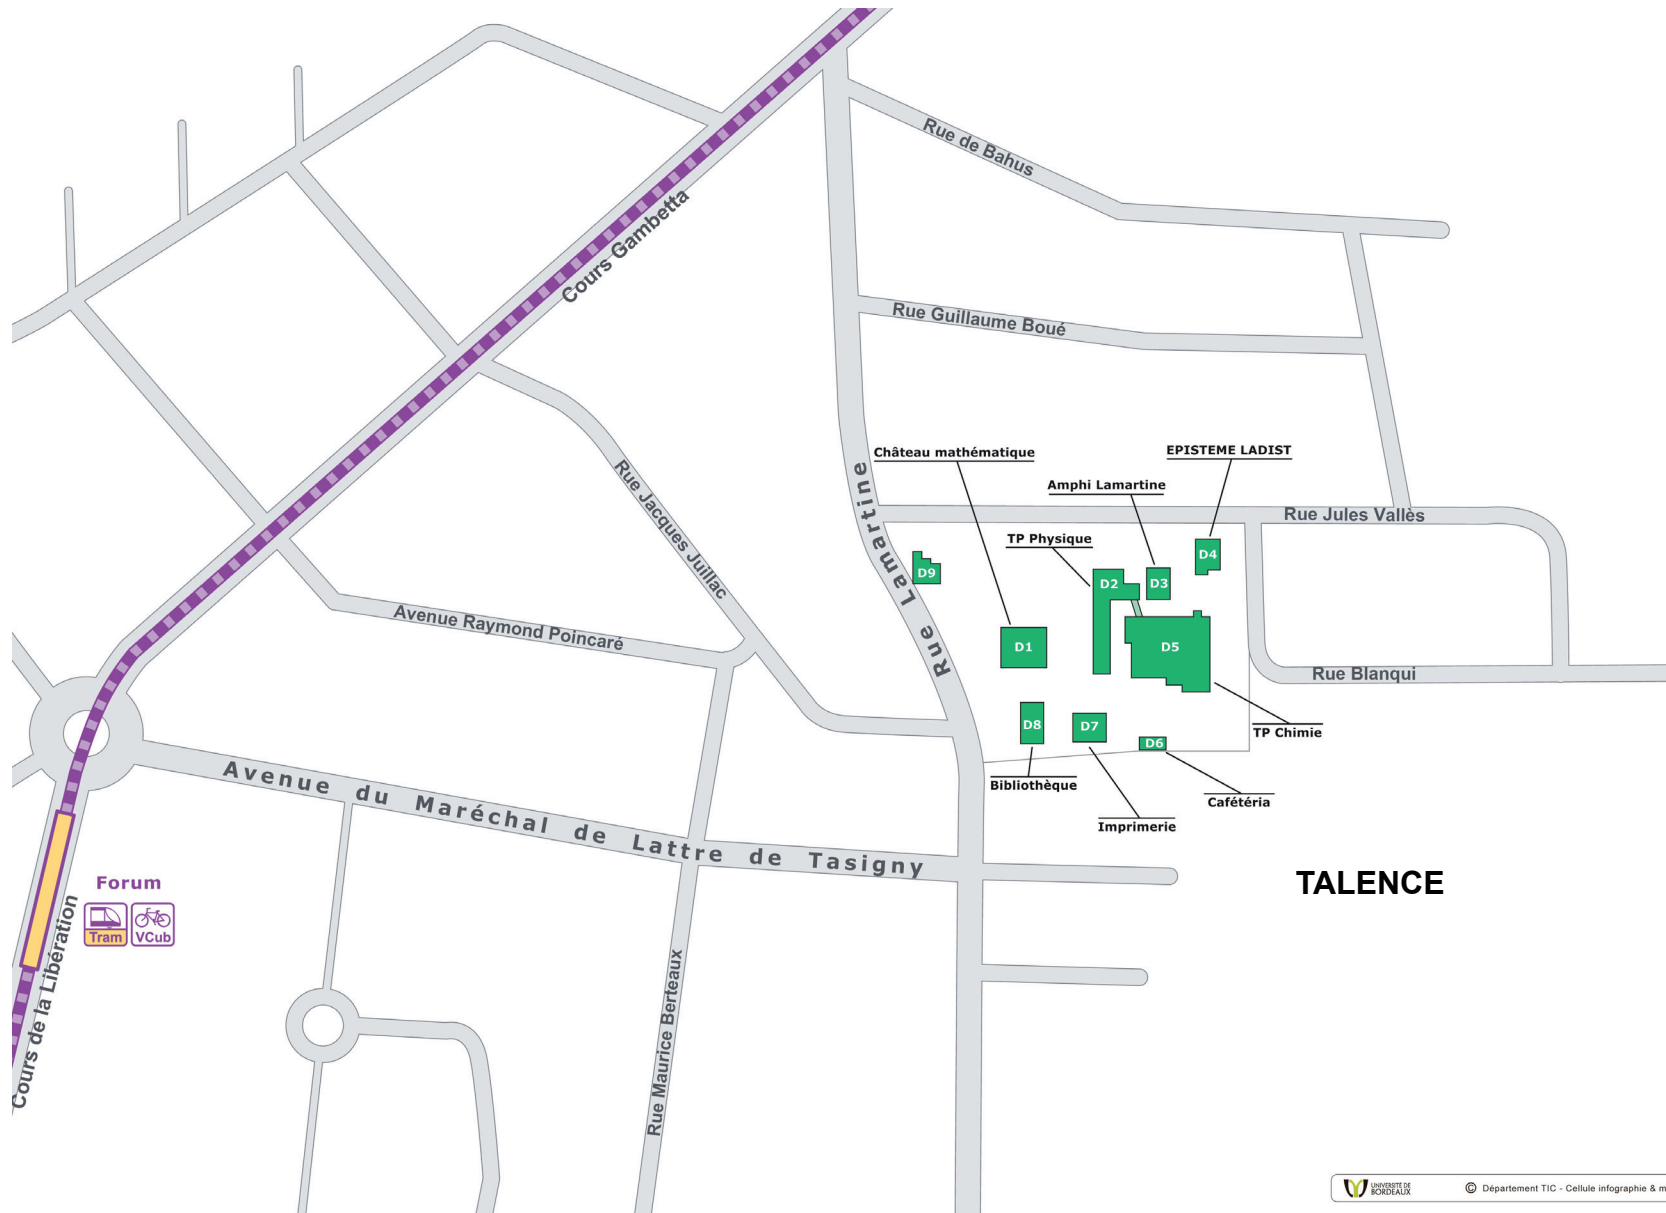 Rue de Bahus
Cours Gambetta
Rue Guillaume Boué
Château mathématique
EPISTEME LADIST
Amphi Lamartine
Rue Jules Vallès
TP Physique
Rue Lamartine
Rue Jacques Juillac
D4
D9
D2
D3
Avenue Raymond Poincaré
D1
D5
Rue Blanqui
D8
D7
D6
TP Chimie
Avenue du Maréchal de Lattre de Tasigny
Bibliothèque
Cafétéria
Imprimerie
Forum
Tram
VCub
TALENCE
Cours de la Libération
Rue Maurice Berteaux
UNIVERSITÉ DE
BORDEAUX
© Département TIC - Cellule infographie & m